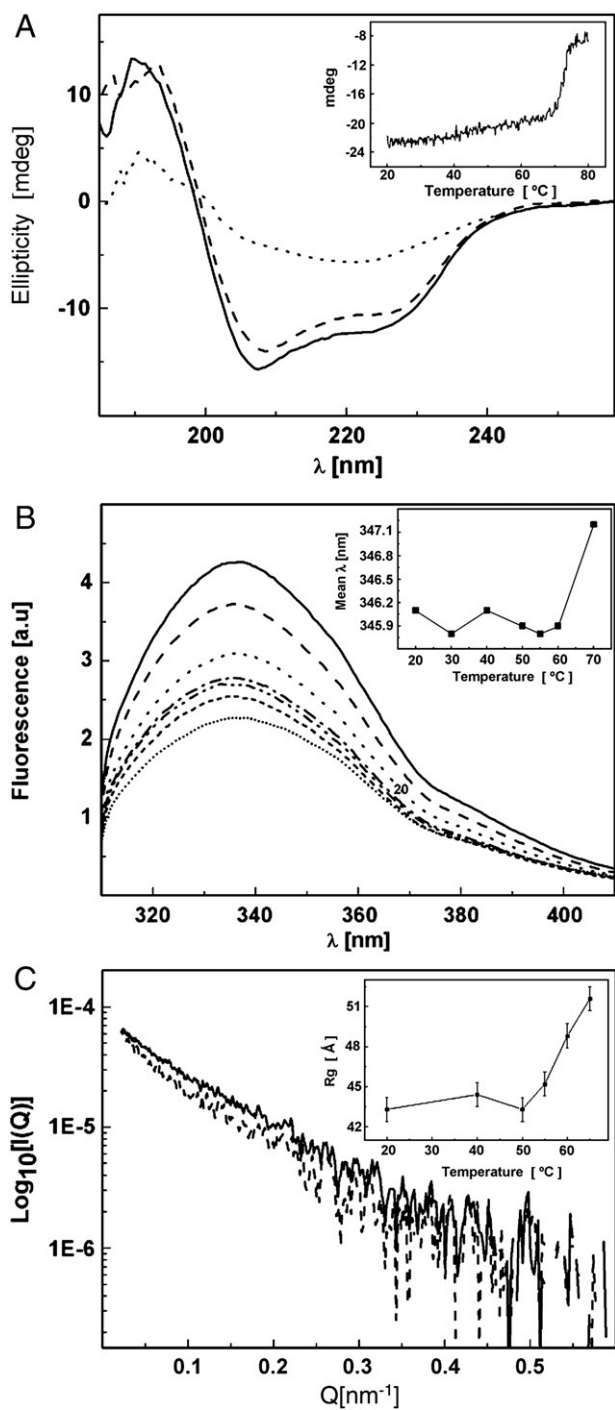 A
Ellipticity [mdeg]
10
0
-10
200
220
240
λ [nm]
mdeg
-8
-12
-16
-20
-24
20
40
60
80
Temperature [ ºC]
B
Fluorescence [a.u]
4
3
2
1
320
340
360
380
400
λ [nm]
20
Mean λ [nm]
347.1
346.8
346.5
346.2
345.9
20
30
40
50
60
70
Temperature [ ºC]
C
Log10[I(Q)]
1E-4
1E-5
1E-6
0.1
0.2
0.3
0.4
0.5
Q[nm-1]
Rg [ Å]
51
48
45
42
20
30
40
50
60
Temperature [ ºC]